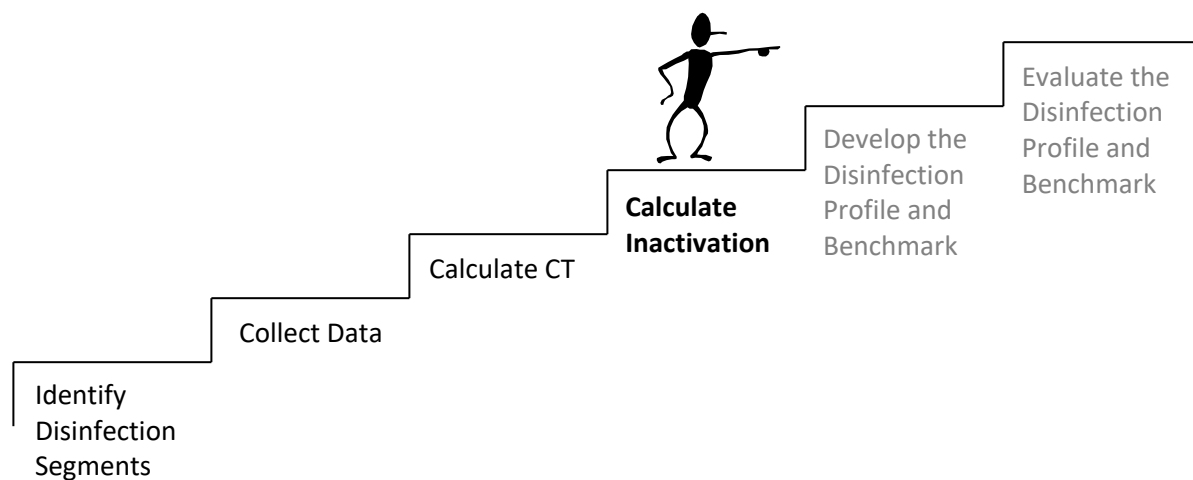 Identify
Disinfection
Segments
Collect Data
Calculate CT
Calculate
Inactivation
Develop the
Disinfection
Profile and
Benchmark
Evaluate the
Disinfection
Profile and
Benchmark